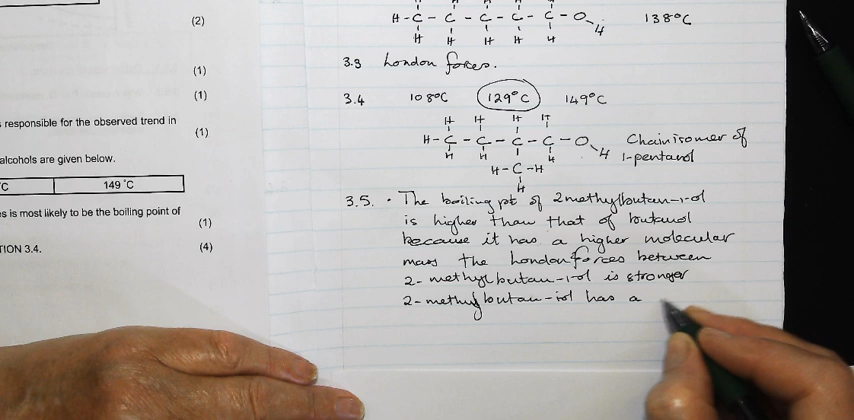 (2)
(1)
(1)
s responsible for the observed trend in
(1)
alcohols are given below.
°C 149 °C
es is most likely to be the boiling point of
(1)
TION 3.4.
(4)
H - C - C - C - C - C - O
H 138°C
H H H H H
3.3 London forces.
3.4 108°C 129°C 149°C
H H H H
H - C - C - C - C - O
H H H H
Chain isomer of
1-pentanol
H - C - H
H
3.5. • The boiling pt of 2methylbutan-1-ol
is higher than that of butanol
because it has a higher molecular
mass the London forces between
2-methylbutan-1-ol is stronger
2-methylbutan-1ol has a